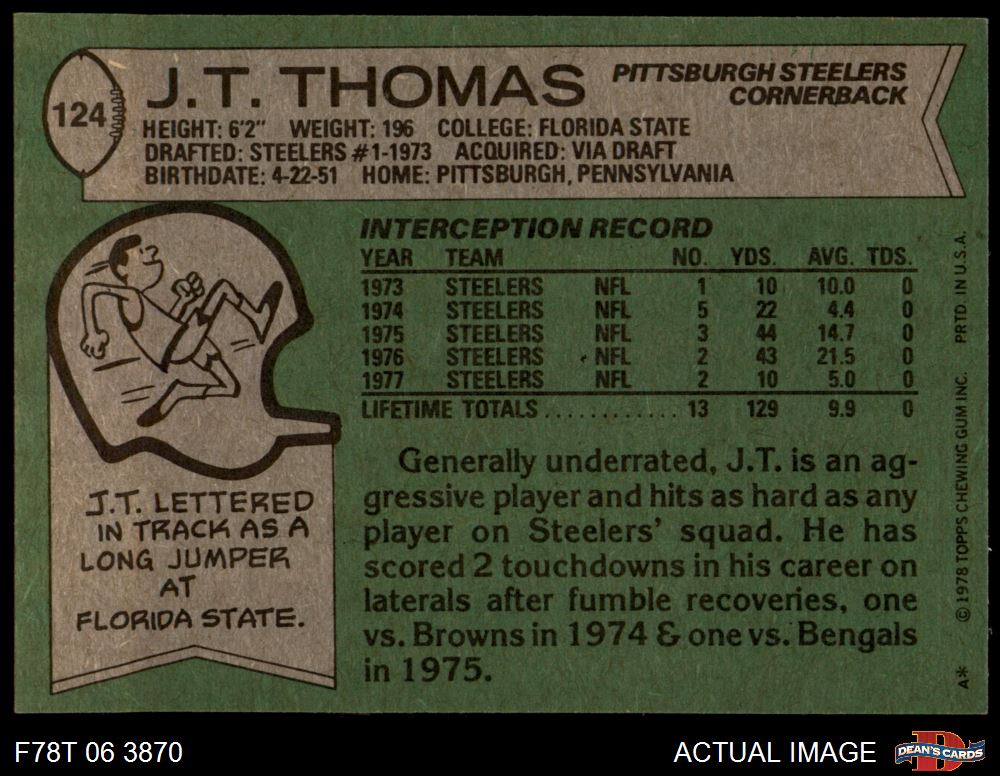 124
J.T. THOMAS
PITTSBURGH STEELERS
CORNERBACK
HEIGHT: 6'2" WEIGHT: 196 COLLEGE: FLORIDA STATE
DRAFTED: STEELERS #1-1973 ACQUIRED: VIA DRAFT
BIRTHDATE: 4-22-51 HOME: PITTSBURGH, PENNSYLVANIA
INTERCEPTION RECORD
YEAR TEAM NO. YDS. AVG. TDS.
1973 STEELERS NFL 1 10 10.0 0
1974 STEELERS NFL 5 22 4.4 0
1975 STEELERS NFL 3 44 14.7 0
1976 STEELERS NFL 2 43 21.5 0
1977 STEELERS NFL 2 10 5.0 0
LIFETIME TOTALS............ 13 129 9.9 0
Generally underrated, J.T. is an ag-
gressive player and hits as hard as any
player on Steelers' squad. He has
scored 2 touchdowns in his career on
laterals after fumble recoveries, one
vs. Browns in 1974 & one vs. Bengals
in 1975.
J.T. LETTERED
IN TRACK AS A
LONG JUMPER
AT
FLORIDA STATE.
A* © 1978 TOPPS CHEWING GUM INC. PRTD. IN U.S.A.
F78T 06 3870
ACTUAL IMAGE
D
DEAN'S CARDS